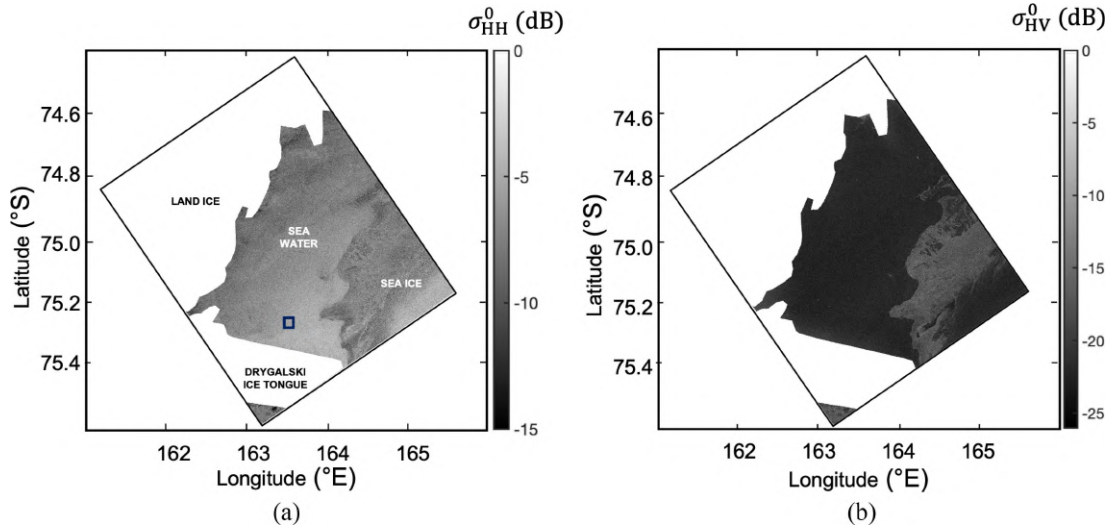 σ⁰HH (dB)
0
-5
-10
-15
74.6
74.8
75.0
75.2
75.4
Latitude (°S)
LAND ICE
SEA
WATER
SEA ICE
DRYGALSKI
ICE TONGUE
162
163
164
165
Longitude (°E)
(a)
σ⁰HV (dB)
0
-5
-10
-15
-20
-25
74.6
74.8
75.0
75.2
75.4
Latitude (°S)
162
163
164
165
Longitude (°E)
(b)